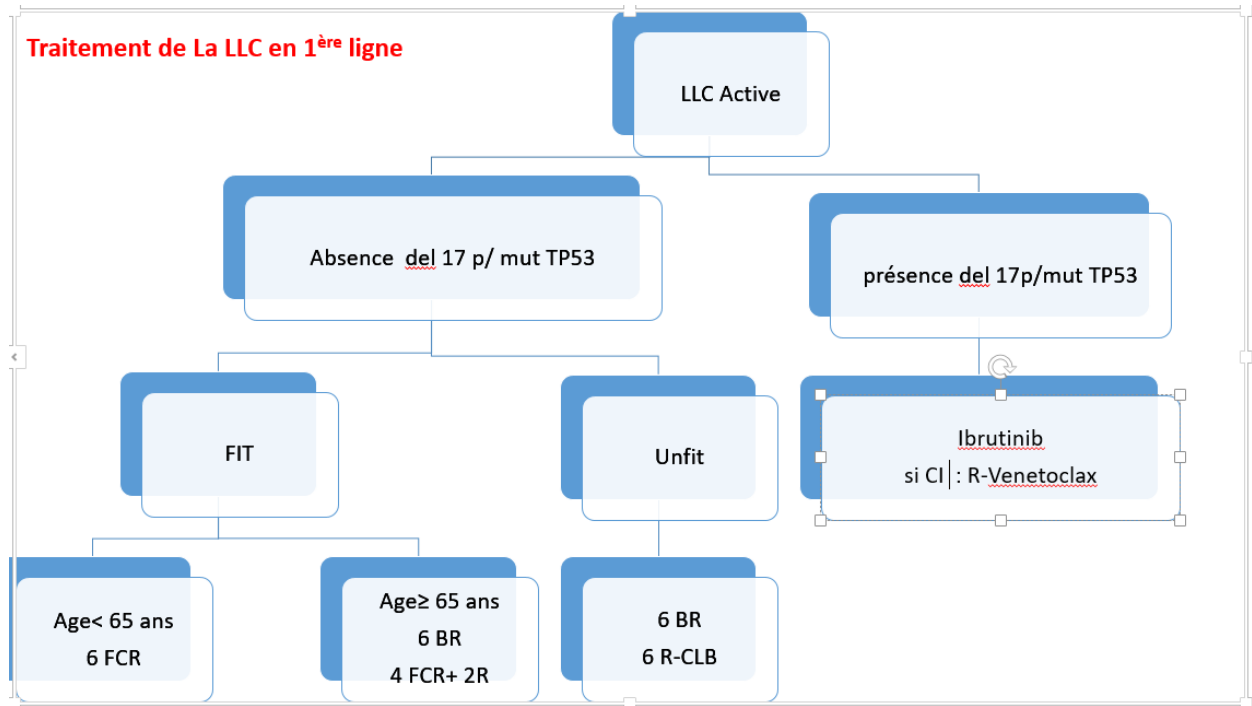 Traitement de La LLC en 1ère ligne
LLC Active
Absence del 17 p/ mut TP53
présence del 17p/mut TP53
FIT
Unfit
Ibrutinib
si CI : R-Venetoclax
Age< 65 ans
6 FCR
Age≥ 65 ans
6 BR
4 FCR+ 2R
6 BR
6 R-CLB